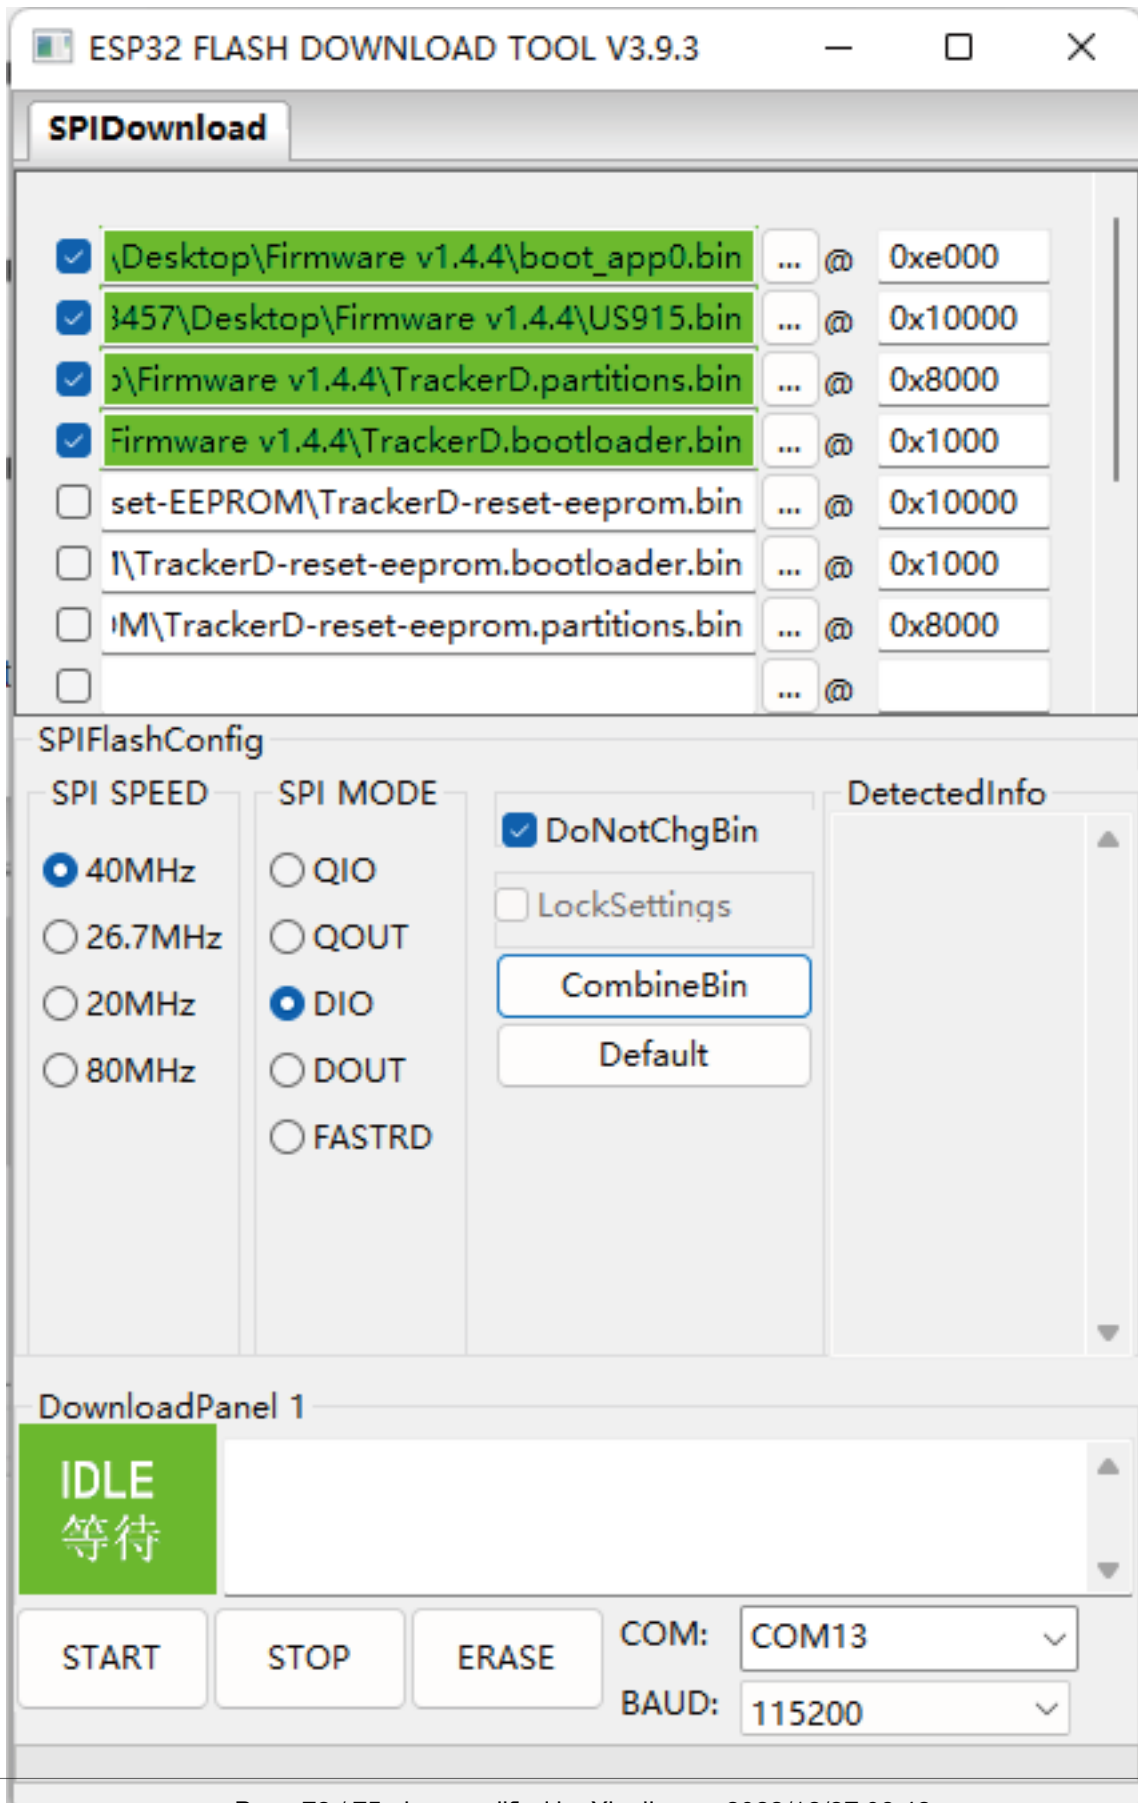 ESP32 FLASH DOWNLOAD TOOL V3.9.3
SPIDownload
\Desktop\Firmware v1.4.4\boot_app0.bin ... @ 0xe000
3457\Desktop\Firmware v1.4.4\US915.bin ... @ 0x10000
\Firmware v1.4.4\TrackerD.partitions.bin ... @ 0x8000
Firmware v1.4.4\TrackerD.bootloader.bin ... @ 0x1000
set-EEPROM\TrackerD-reset-eeprom.bin ... @ 0x10000
\TrackerD-reset-eeprom.bootloader.bin ... @ 0x1000
M\TrackerD-reset-eeprom.partitions.bin ... @ 0x8000
... @
SPIFlashConfig
SPI SPEED
40MHz
26.7MHz
20MHz
80MHz
SPI MODE
QIO
QOUT
DIO
DOUT
FASTRD
DoNotChgBin
LockSettings
CombineBin
Default
DetectedInfo
DownloadPanel 1
IDLE
等待
START STOP ERASE
COM: COM13
BAUD: 115200